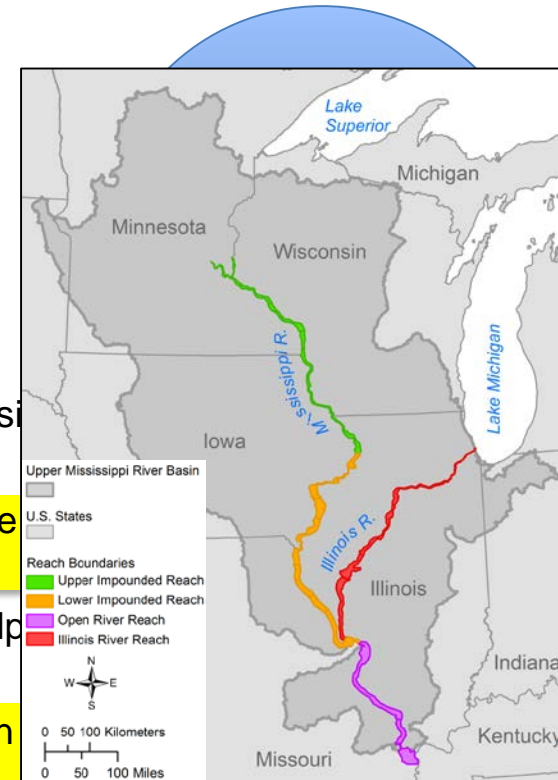 Lake
Superior
Michigan
Minnesota
Wisconsin
Lake Michigan
Mississippi R.
Iowa
Upper Mississippi River Basin
U.S. States
Reach Boundaries
Upper Impounded Reach
Lower Impounded Reach
Open River Reach
Illinois River Reach
Illinois R.
Illinois
Indiana
N
W E
S
Kentucky
0 50 100 Kilometers
0 50 100 Miles
Missouri